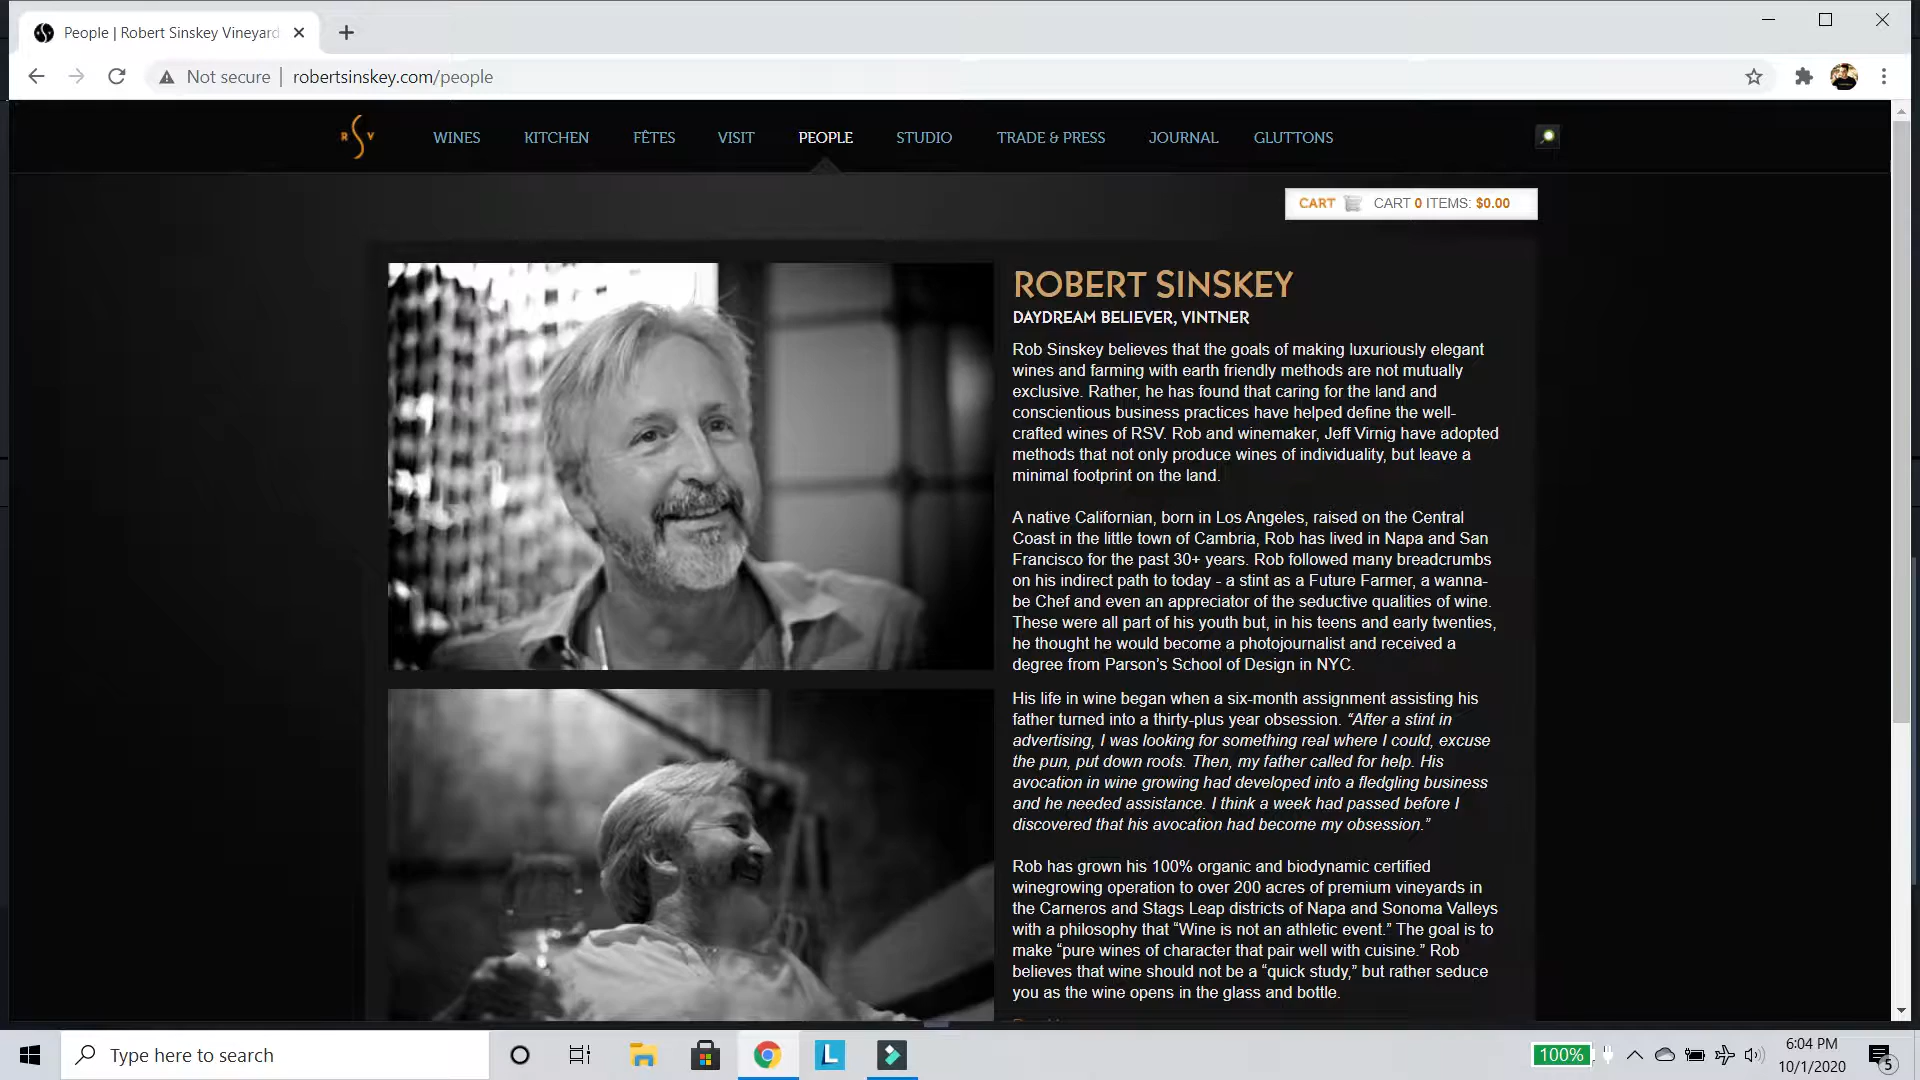 People | Robert Sinskey Vineyard
Not secure | robertsinskey.com/people
RSV
WINES KITCHEN FÊTES VISIT PEOPLE STUDIO TRADE & PRESS JOURNAL GLUTTONS
CART CART 0 ITEMS: $0.00
ROBERT SINSKEY
DAYDREAM BELIEVER, VINTNER
Rob Sinskey believes that the goals of making luxuriously elegant
wines and farming with earth friendly methods are not mutually
exclusive. Rather, he has found that caring for the land and
conscientious business practices have helped define the well-
crafted wines of RSV. Rob and winemaker, Jeff Virnig have adopted
methods that not only produce wines of individuality, but leave a
minimal footprint on the land.
A native Californian, born in Los Angeles, raised on the Central
Coast in the little town of Cambria, Rob has lived in Napa and San
Francisco for the past 30+ years. Rob followed many breadcrumbs
on his indirect path to today - a stint as a Future Farmer, a wanna-
be Chef and even an appreciator of the seductive qualities of wine.
These were all part of his youth but, in his teens and early twenties,
he thought he would become a photojournalist and received a
degree from Parson’s School of Design in NYC.
His life in wine began when a six-month assignment assisting his
father turned into a thirty-plus year obsession. “After a stint in
advertising, I was looking for something real where I could, excuse
the pun, put down roots. Then, my father called for help. His
avocation in wine growing had developed into a fledgling business
and he needed assistance. I think a week had passed before I
discovered that his avocation had become my obsession.”
Rob has grown his 100% organic and biodynamic certified
winegrowing operation to over 200 acres of premium vineyards in
the Carneros and Stags Leap districts of Napa and Sonoma Valleys
with a philosophy that “Wine is not an athletic event.” The goal is to
make “pure wines of character that pair well with cuisine.” Rob
believes that wine should not be a “quick study,” but rather seduce
you as the wine opens in the glass and bottle.
Type here to search
L
100%
6:04 PM
10/1/2020
5